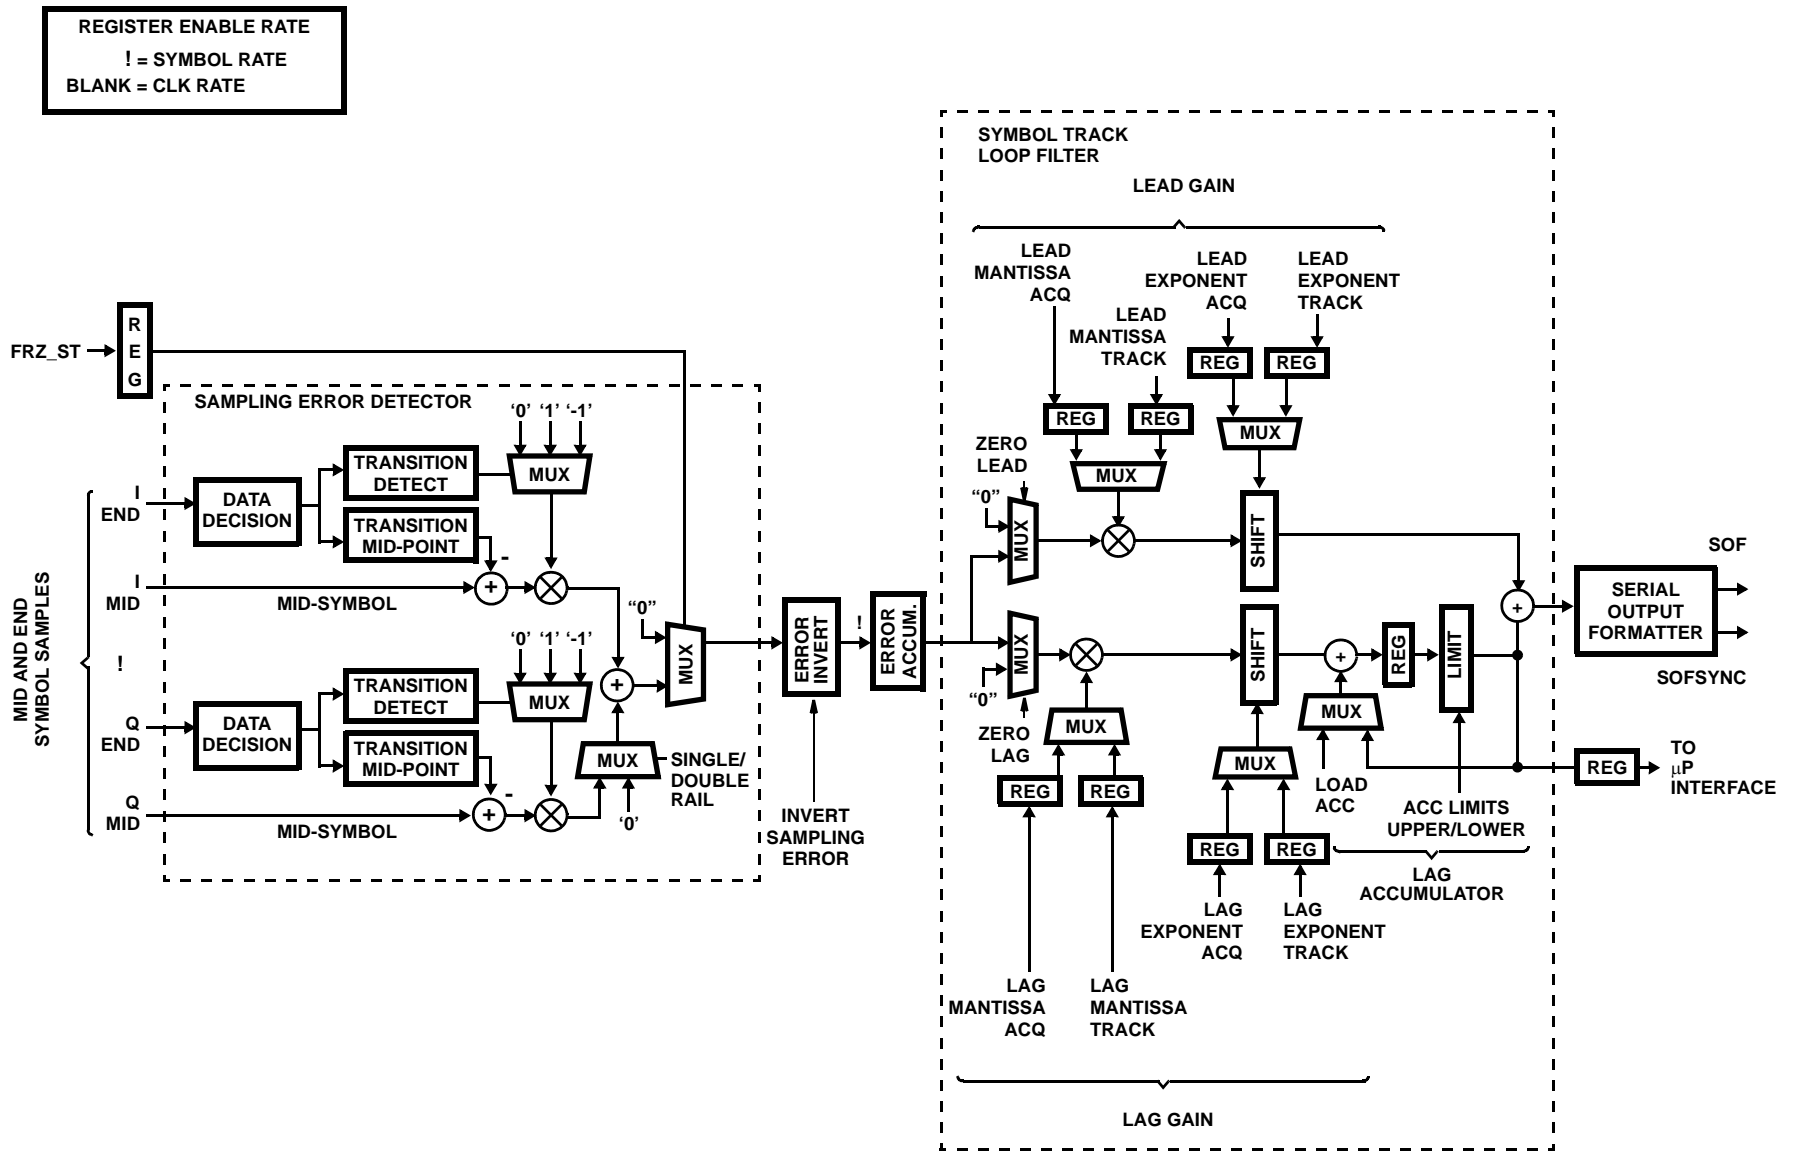 REGISTER ENABLE RATE
! = SYMBOL RATE
BLANK = CLK RATE
SYMBOL TRACK
LOOP FILTER
LEAD GAIN
LEAD
MANTISSA
ACQ
LEAD
MANTISSA
TRACK
LEAD
EXPONENT
ACQ
LEAD
EXPONENT
TRACK
REG
REG
REG
REG
MUX
MUX
FRZ_ST
R
E
G
SAMPLING ERROR DETECTOR
‘0’ ‘1’ ‘-1’
MID AND END
SYMBOL SAMPLES
!
I
END
DATA
DECISION
TRANSITION
DETECT
TRANSITION
MID-POINT
MUX
-
+
I
MID
MID-SYMBOL
‘0’ ‘1’ ‘-1’
Q
END
DATA
DECISION
TRANSITION
DETECT
TRANSITION
MID-POINT
MUX
-
+
Q
MID
MID-SYMBOL
+
MUX
SINGLE/
DOUBLE
RAIL
‘0’
“0”
MUX
ERROR
INVERT
INVERT
SAMPLING
ERROR
!
ERROR
ACCUM.
ZERO
LEAD
“0”
MUX
SHIFT
MUX
“0”
ZERO
LAG
SHIFT
+
REG
LIMIT
+
MUX
LOAD
ACC
ACC LIMITS
UPPER/LOWER
LAG
ACCUMULATOR
MUX
REG
REG
MUX
REG
REG
LAG
EXPONENT
ACQ
LAG
EXPONENT
TRACK
LAG
MANTISSA
ACQ
LAG
MANTISSA
TRACK
LAG GAIN
SERIAL
OUTPUT
FORMATTER
SOF
SOFSYNC
REG
TO
µP
INTERFACE